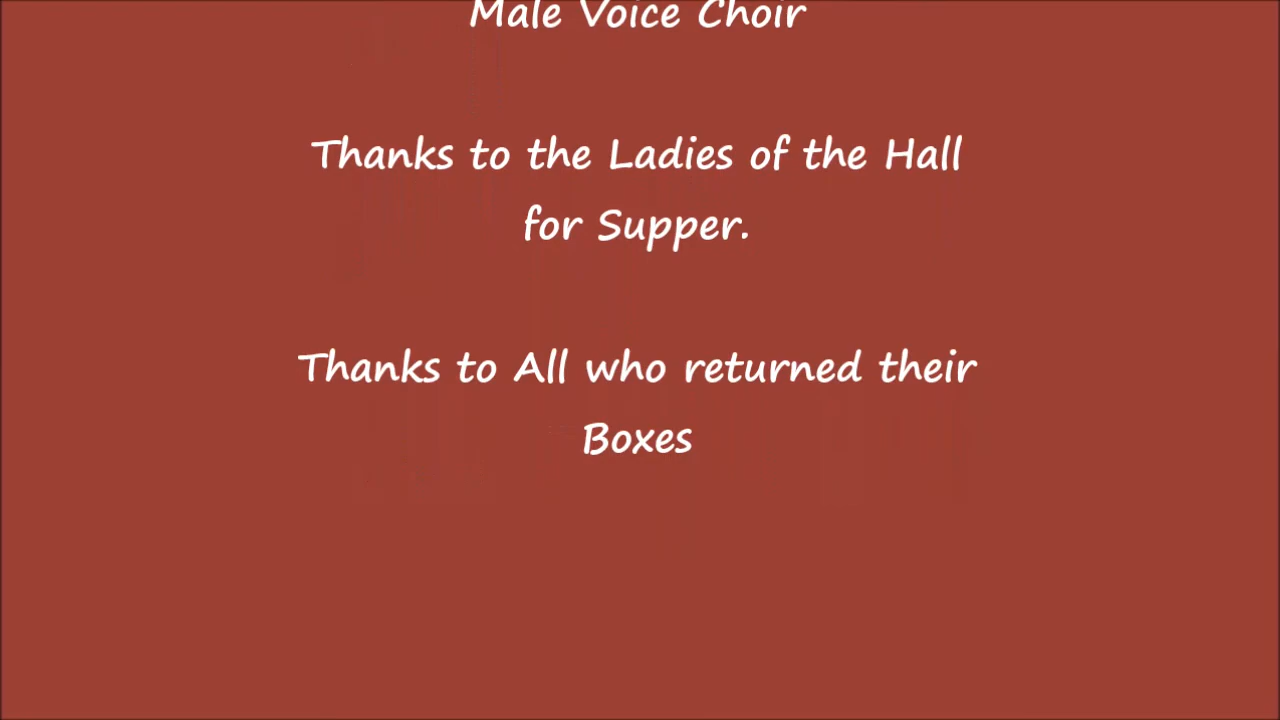 Male Voice Choir
Thanks to the Ladies of the Hall
for Supper.
Thanks to All who returned their
Boxes